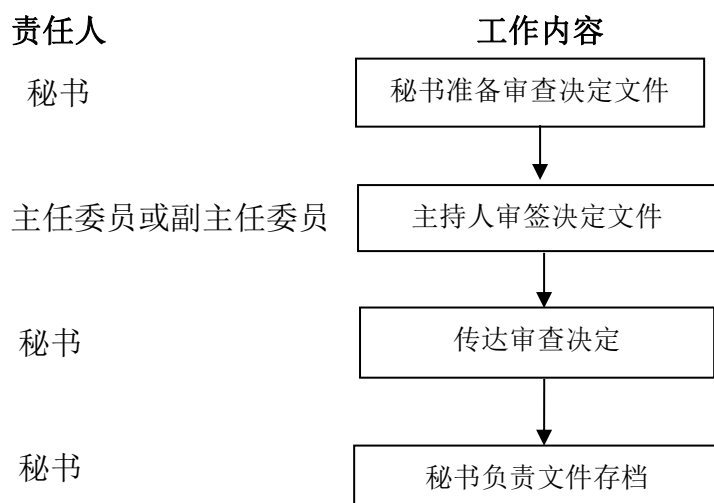 责任人 工作内容
秘书 秘书准备审查决定文件
主任委员或副主任委员 主持人审签决定文件
秘书 传达审查决定
秘书 秘书负责文件存档